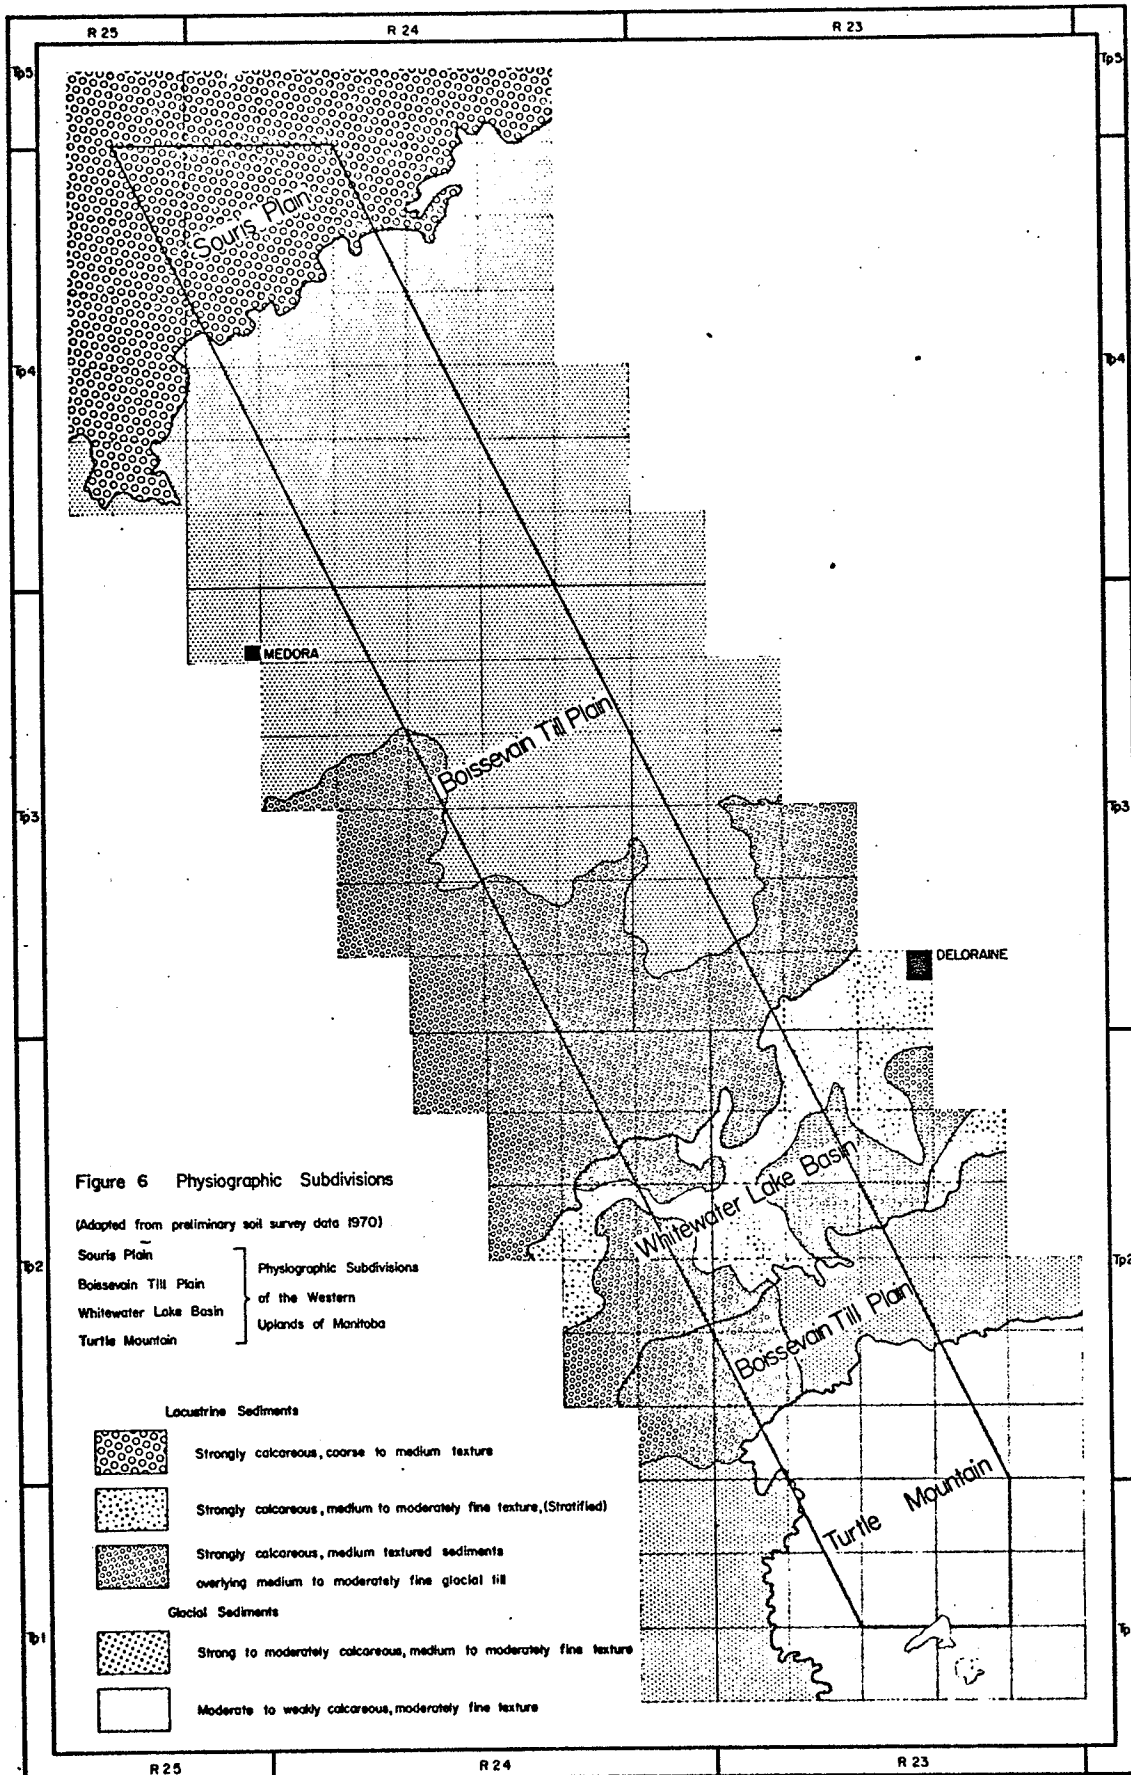 R 25 R 24 R 23
Tp5 Tp5
Souris Plain
Tp4 Tp4
MEDORA
Boissevain Till Plain
Tp3 Tp3
DELORAINE
Whitewater Lake Basin
Figure 6 Physiographic Subdivisions
(Adapted from preliminary soil survey data 1970)
Souris Plain
Boissevain Till Plain
Whitewater Lake Basin
Turtle Mountain
Physiographic Subdivisions
of the Western
Uplands of Manitoba
Tp2 Tp2
Boissevain Till Plain
Turtle Mountain
Lacustrine Sediments
Strongly calcareous, coarse to medium texture
Strongly calcareous, medium to moderately fine texture, (Stratified)
Strongly calcareous, medium textured sediments
overlying medium to moderately fine glacial till
Glacial Sediments
Strong to moderately calcareous, medium to moderately fine texture
Moderate to weakly calcareous, moderately fine texture
Tp1 Tp
R 25 R 24 R 23